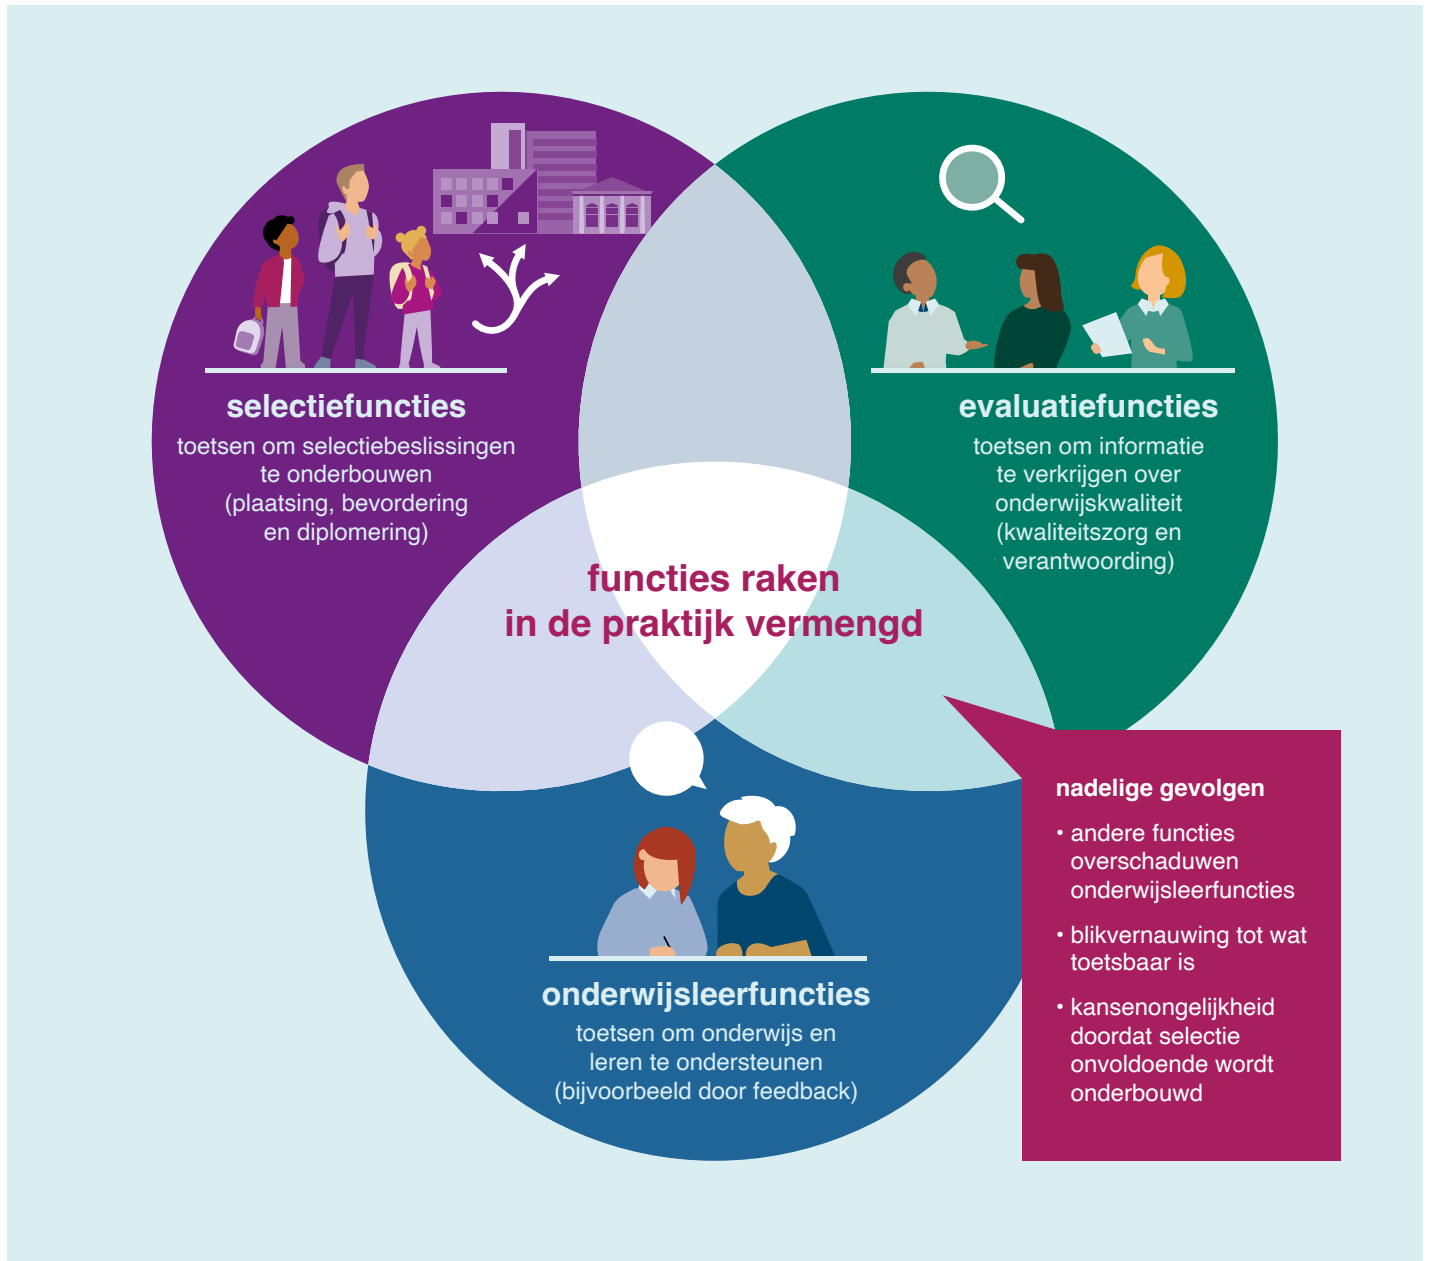 selectiefuncties
toetsen om selectiebeslissingen
te onderbouwen
(plaatsing, bevordering
en diplomering)
evaluatiefuncties
toetsen om informatie
te verkrijgen over
onderwijskwaliteit
(kwaliteitszorg en
verantwoording)
functies raken
in de praktijk vermengd
onderwijsleerfuncties
toetsen om onderwijs en
leren te ondersteunen
(bijvoorbeeld door feedback)
nadelige gevolgen
• andere functies
overschaduwen
onderwijsleerfuncties
• blikvernauwing tot wat
toetsbaar is
• kansenongelijkheid
doordat selectie
onvoldoende wordt
onderbouwd